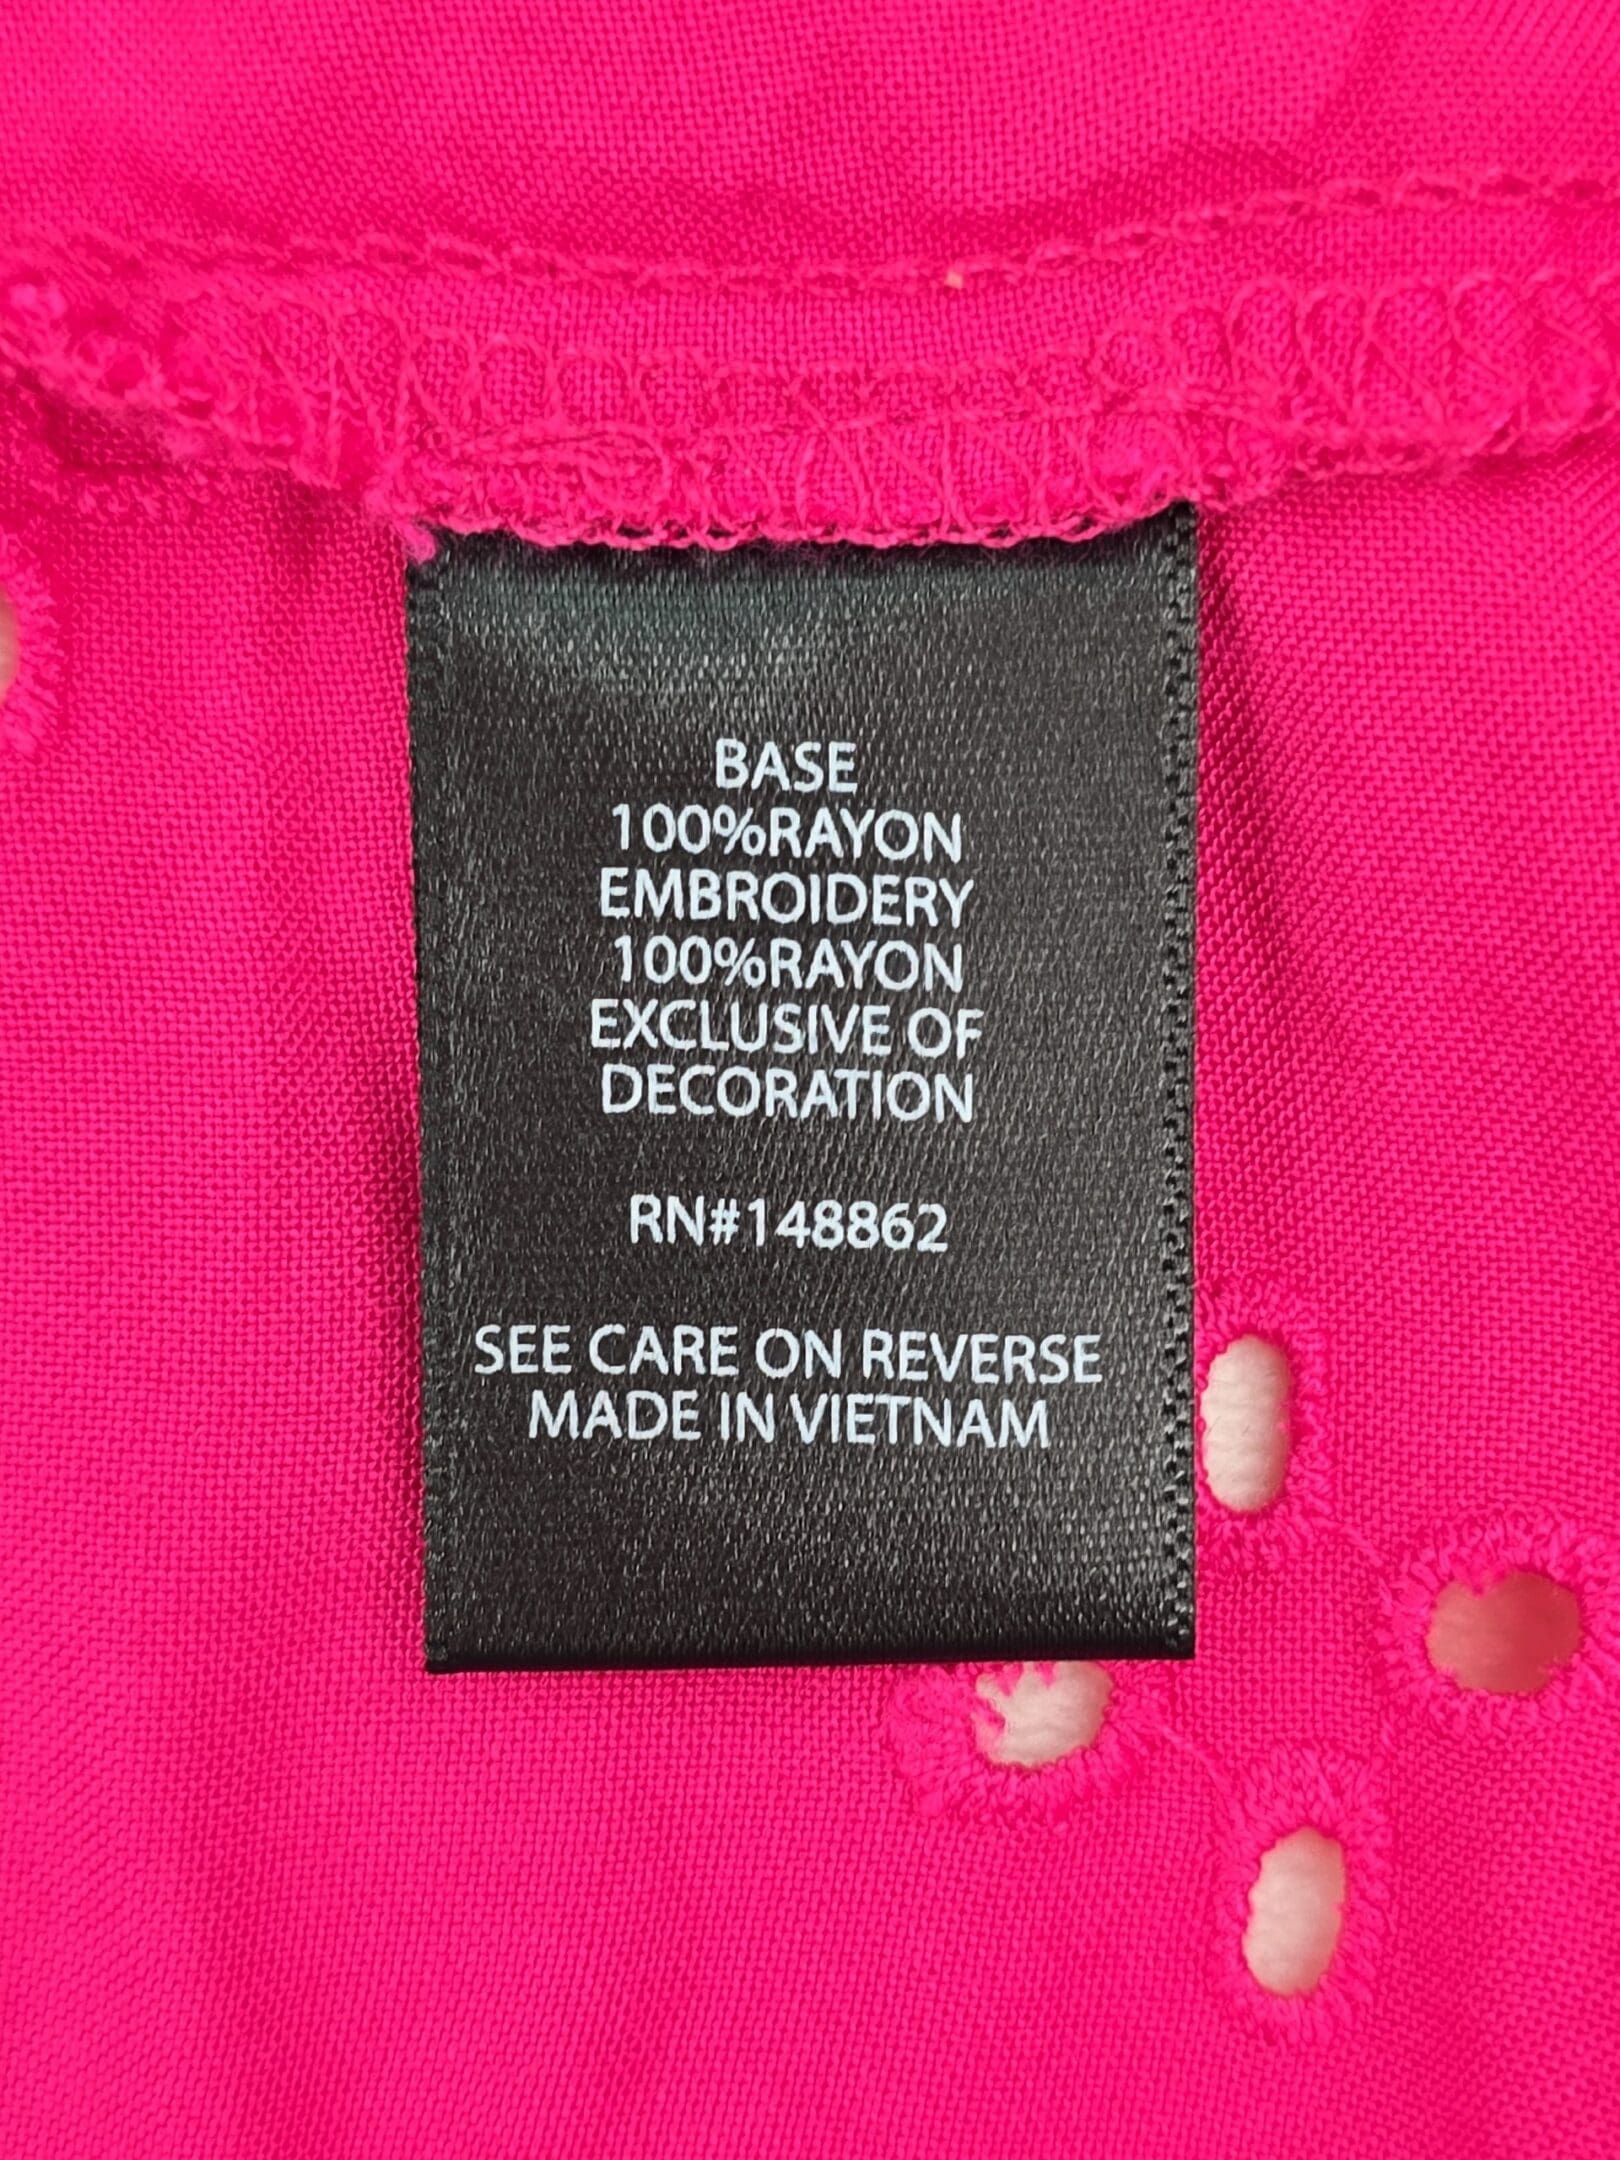 BASE
100%RAYON
EMBROIDERY
100%RAYON
EXCLUSIVE OF
DECORATION
RN#148862
SEE CARE ON REVERSE
MADE IN VIETNAM